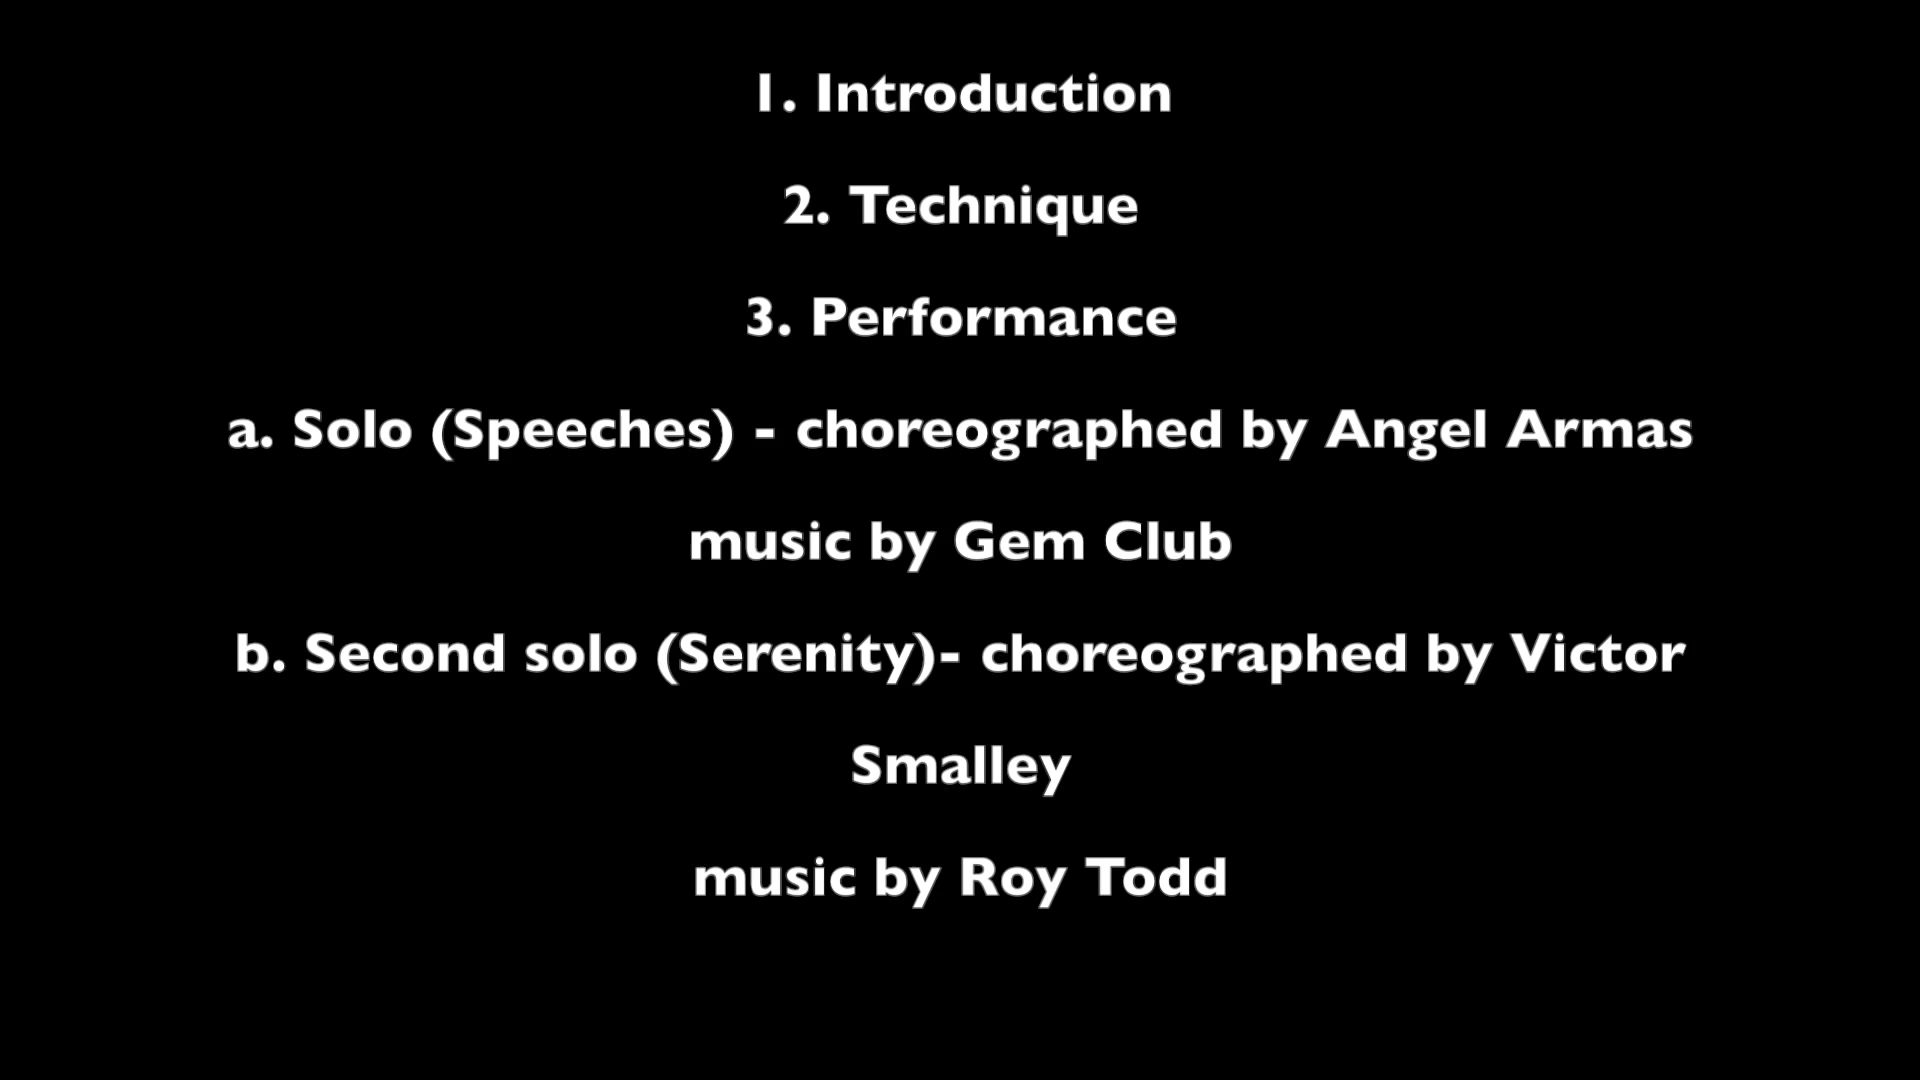 1. Introduction
2. Technique
3. Performance
a. Solo (Speeches) - choreographed by Angel Armas
music by Gem Club
b. Second solo (Serenity)- choreographed by Victor
Smalley
music by Roy Todd